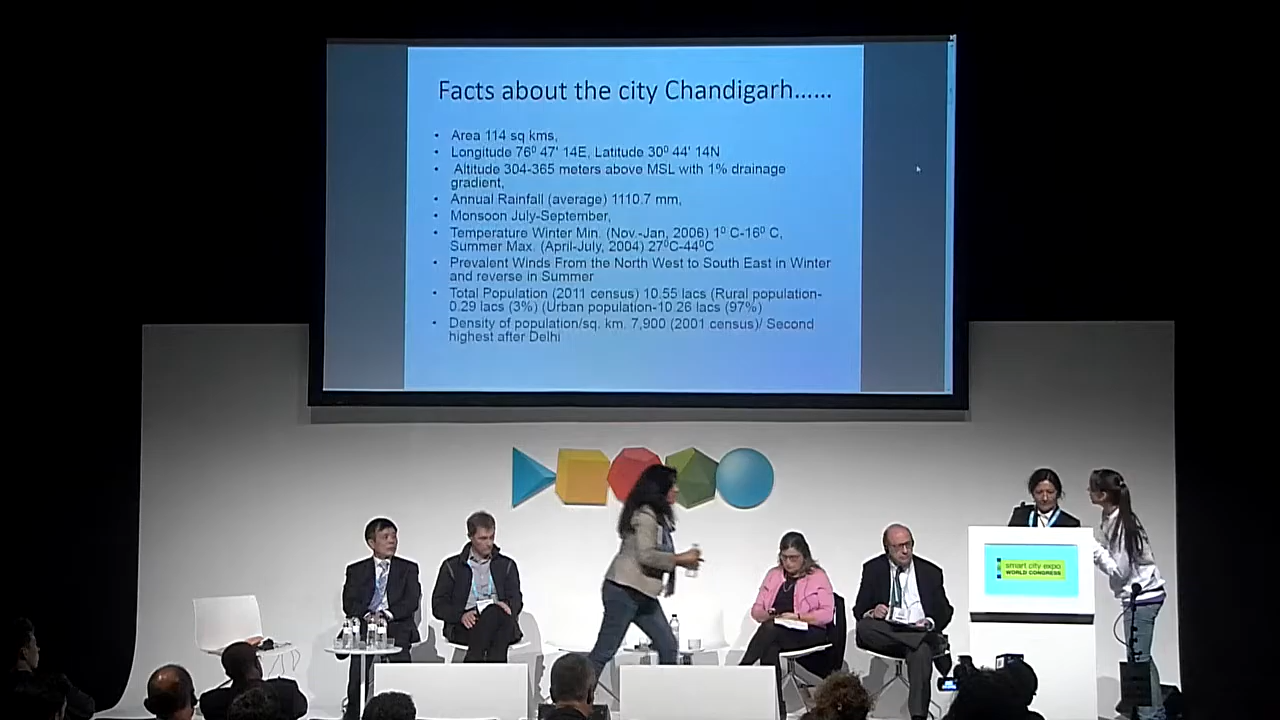 Facts about the city Chandigarh......
• Area 114 sq kms,
• Longitude 76⁰ 47' 14E, Latitude 30⁰ 44' 14N
• Altitude 304-365 meters above MSL with 1% drainage
gradient,
• Annual Rainfall (average) 1110.7 mm,
• Monsoon July-September,
• Temperature Winter Min. (Nov.-Jan, 2006) 1⁰ C-16⁰ C,
Summer Max. (April-July, 2004) 27⁰C-44⁰C
• Prevalent Winds From the North West to South East in Winter
and reverse in Summer
• Total Population (2011 census) 10.55 lacs (Rural population-
0.29 lacs (3%) (Urban population-10.26 lacs (97%)
• Density of population/sq. km. 7,900 (2001 census)/ Second
highest after Delhi
smart city expo
WORLD CONGRESS